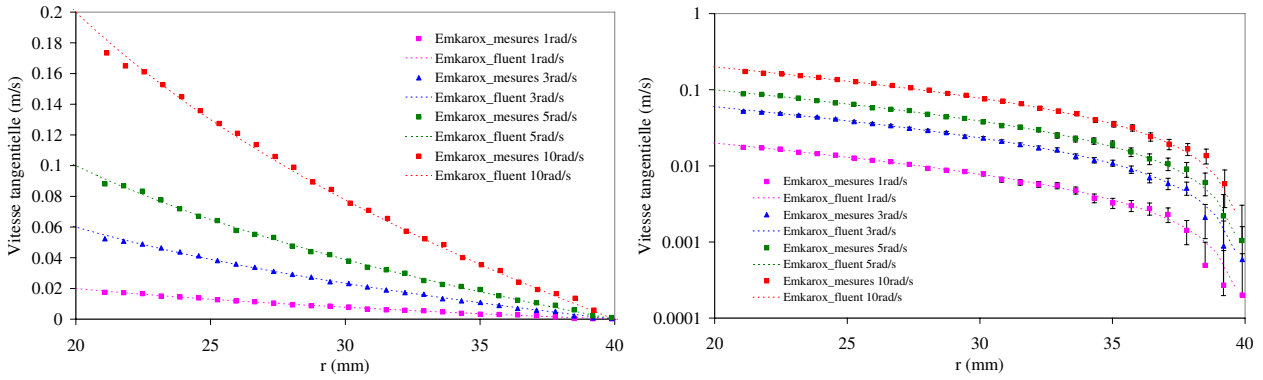 0.2
0.18
0.16
0.14
0.12
0.1
0.08
0.06
0.04
0.02
0
20
25
30
35
40
r (mm)
Vitesse tangentielle (m/s)
Emkarox_mesures 1rad/s
Emkarox_fluent 1rad/s
Emkarox_mesures 3rad/s
Emkarox_fluent 3rad/s
Emkarox_mesures 5rad/s
Emkarox_fluent 5rad/s
Emkarox_mesures 10rad/s
Emkarox_fluent 10rad/s
1
0.1
0.01
0.001
0.0001
20
25
30
35
40
r (mm)
Vitesse tangentielle (m/s)
Emkarox_mesures 1rad/s
Emkarox_fluent 1rad/s
Emkarox_mesures 3rad/s
Emkarox_fluent 3rad/s
Emkarox_mesures 5rad/s
Emkarox_fluent 5rad/s
Emkarox_mesures 10rad/s
Emkarox_fluent 10rad/s